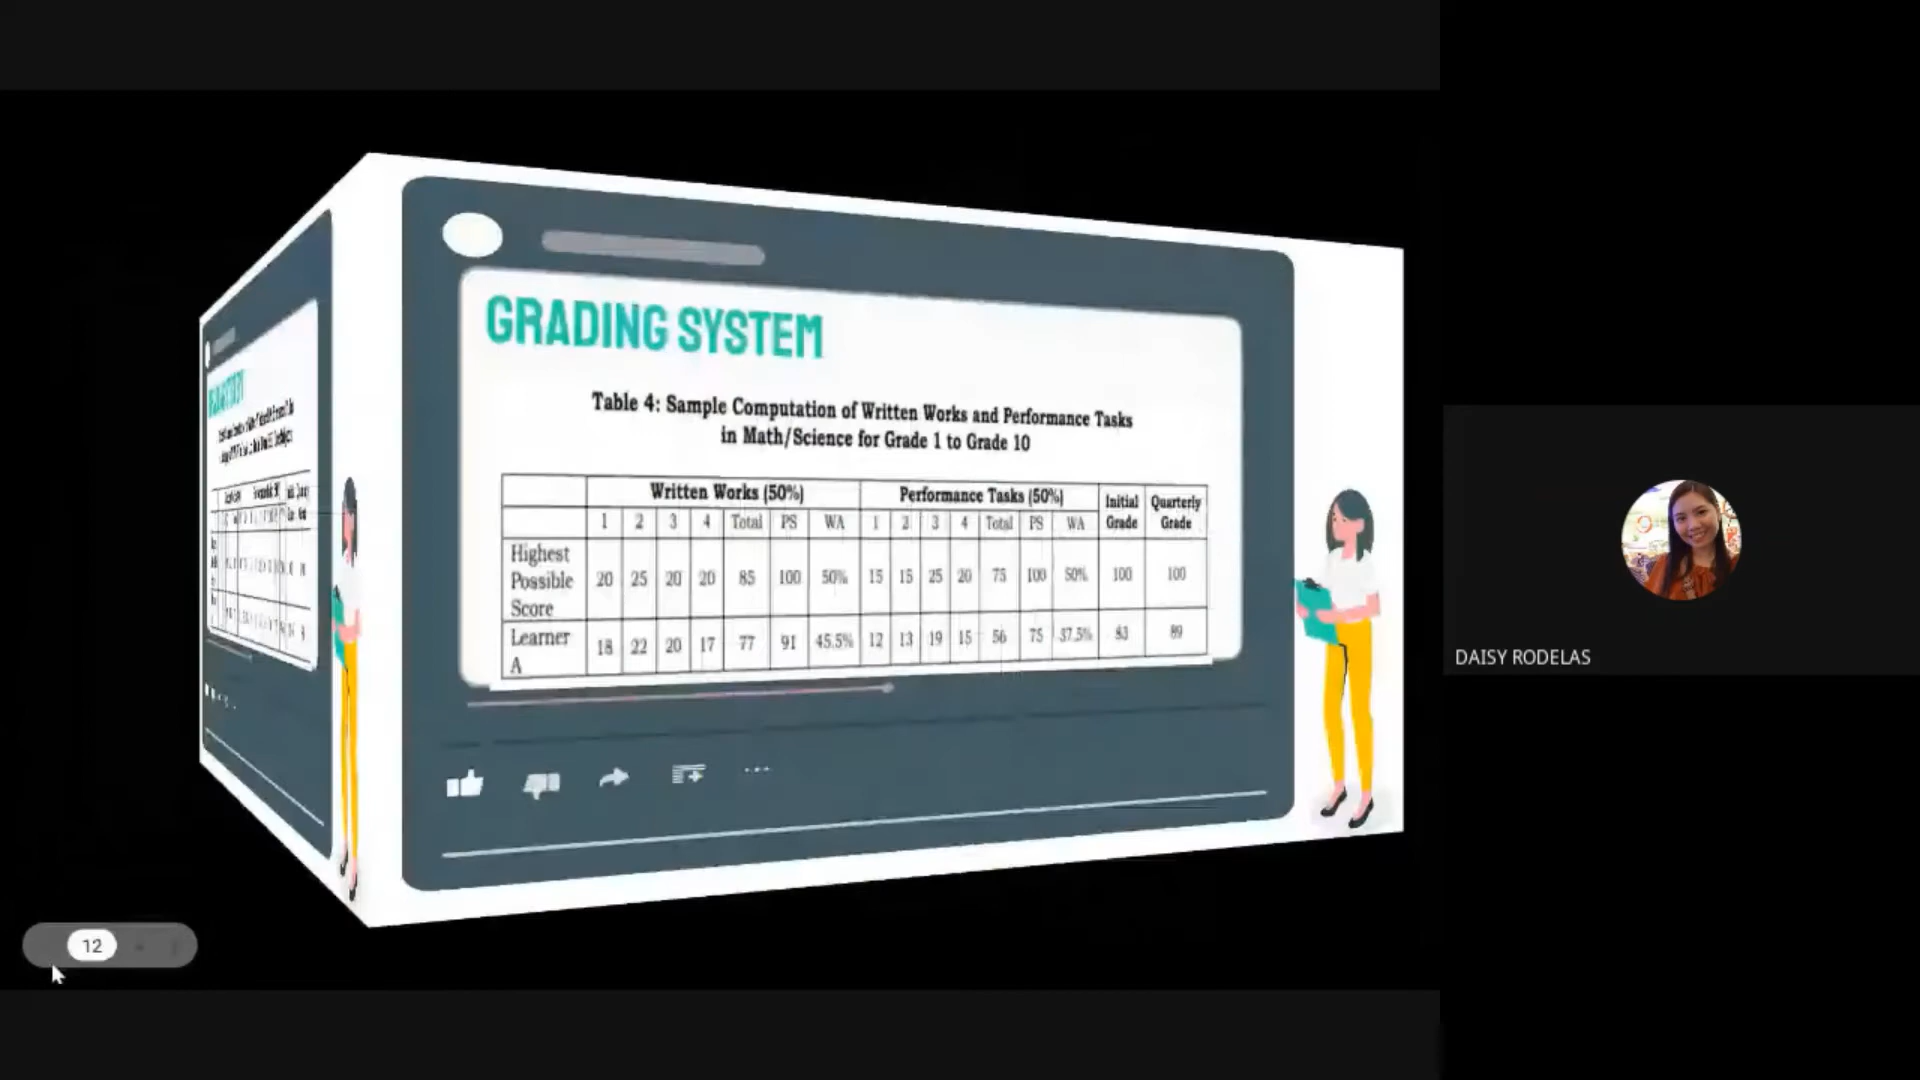 GRADING SYSTEM
Table 4: Sample Computation of Written Works and Performance Tasks
in Math/Science for Grade 1 to Grade 10
Written Works (50%) Performance Tasks (50%) Initial Grade Quarterly Grade
1 2 3 4 Total PS WA 1 2 3 4 Total PS WA
Highest Possible Score 20 25 20 20 85 100 50% 15 15 25 20 75 100 50% 100 100
Learner A 18 22 20 17 77 91 45.5% 12 13 19 15 56 75 37.5% 83 89
12
DAISY RODELAS